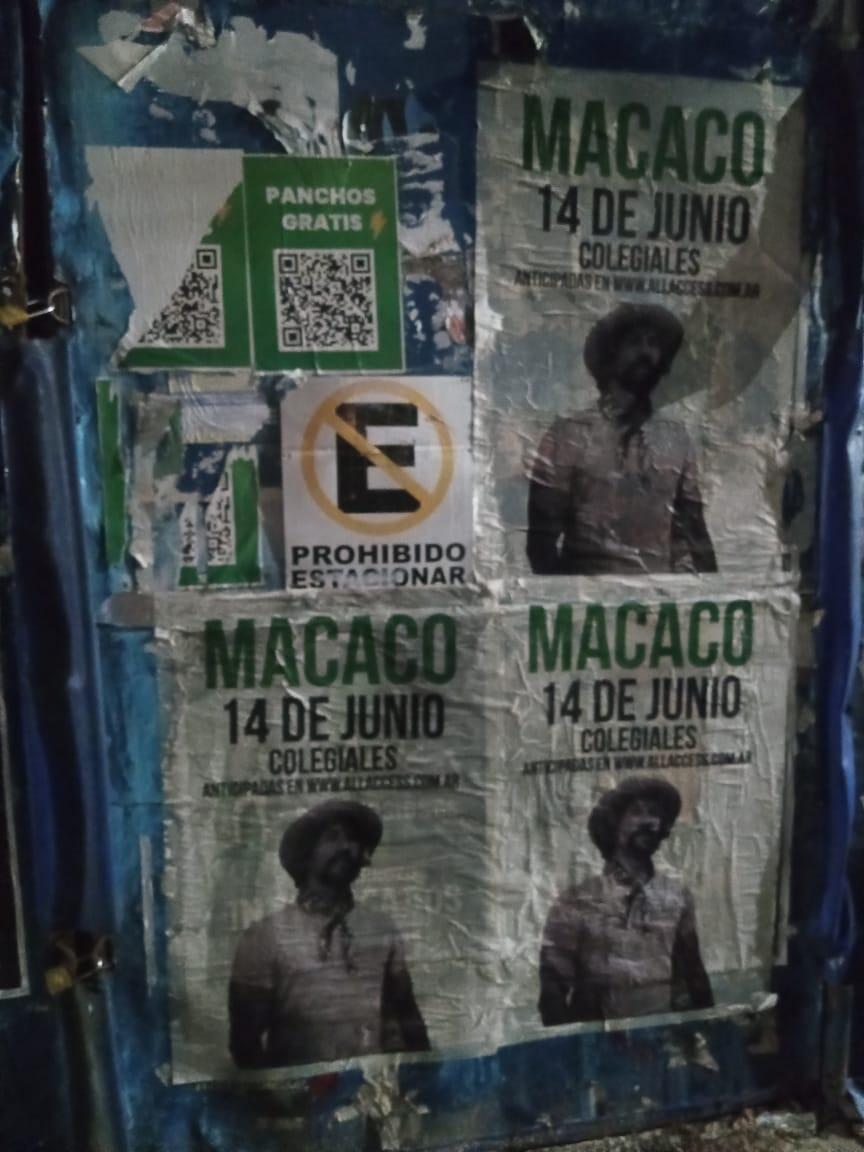 PANCHOS
GRATIS
E
PROHIBIDO
ESTACIONAR
MACACO
14 DE JUNIO
COLEGIALES
ANTICIPADAS EN WWW.ALLACCESS.COM.AR
MACACO
14 DE JUNIO
COLEGIALES
ANTICIPADAS EN WWW.ALLACCESS.COM.AR
MACACO
14 DE JUNIO
COLEGIALES
ANTICIPADAS EN WWW.ALLACCESS.COM.AR